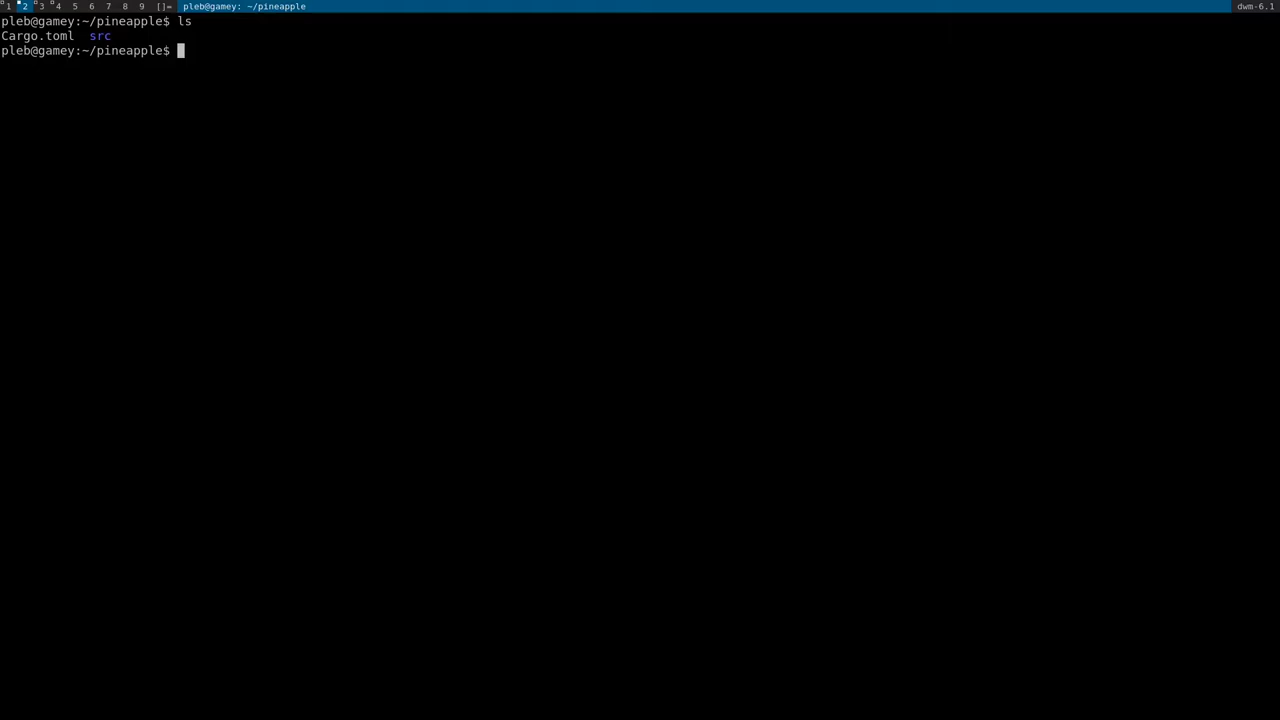 1 2 3 4 5 6 7 8 9 []= pleb@gamey: ~/pineapple dwm-6.1
pleb@gamey:~/pineapple$ ls
Cargo.toml  src
pleb@gamey:~/pineapple$